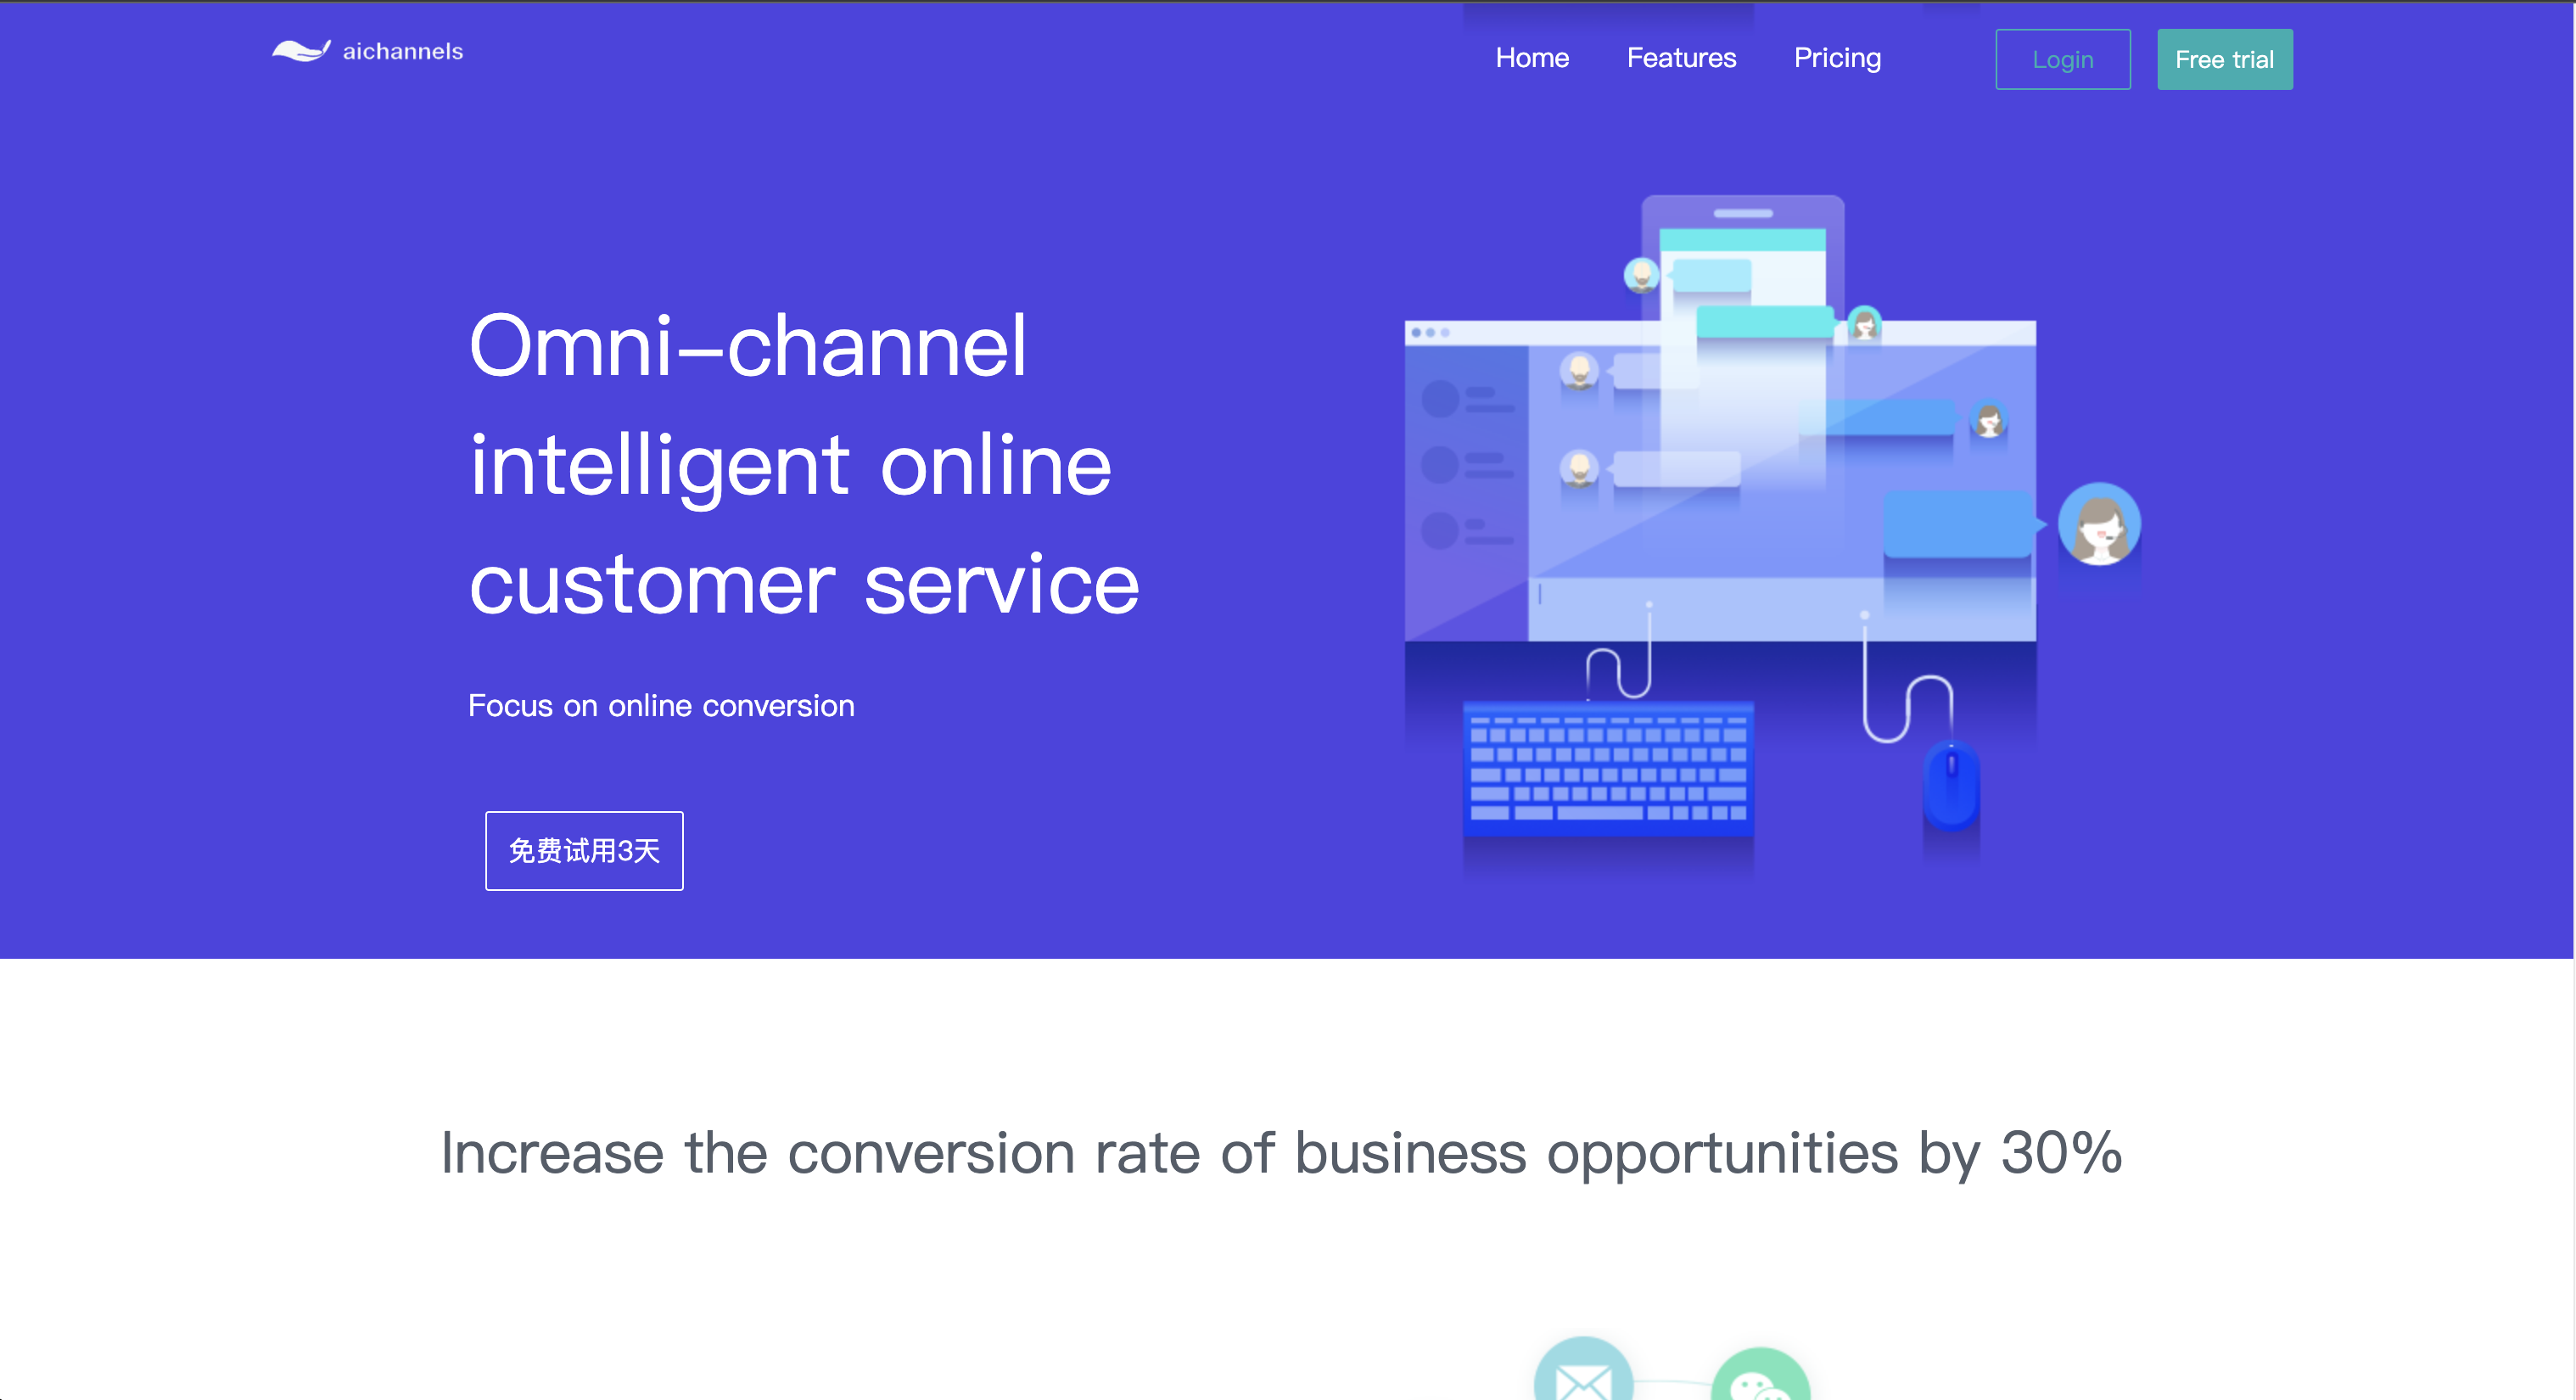 aichannels
Home Features Pricing Login Free trial
Omni-channel
intelligent online
customer service
Focus on online conversion
免费试用3天
Increase the conversion rate of business opportunities by 30%